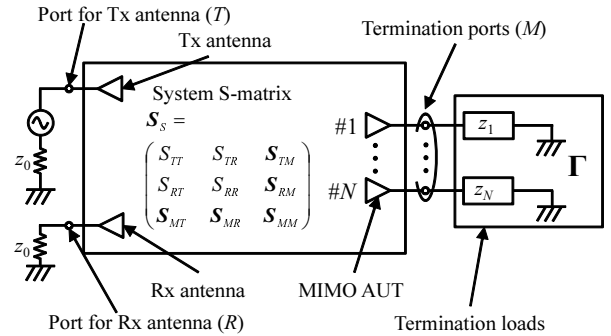 Port for Tx antenna (T)
Tx antenna
Termination ports (M)
System S-matrix
S_S =
S_TT S_TR S_TM
S_RT S_RR S_RM
S_MT S_MR S_MM
#1
#N
z_1
z_N
Γ
z_0
z_0
Rx antenna
MIMO AUT
Port for Rx antenna (R)
Termination loads